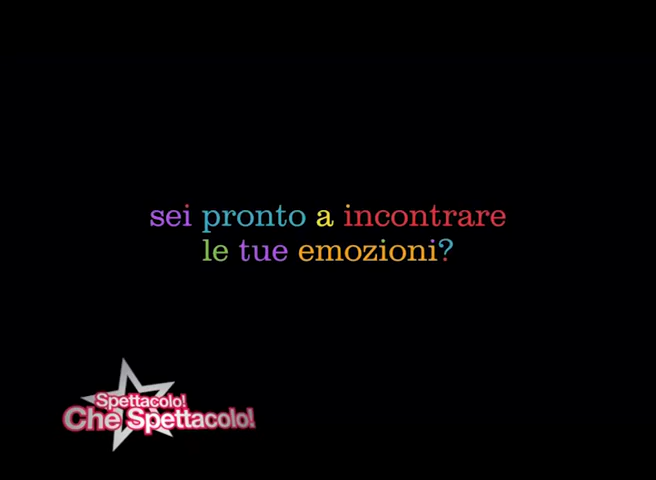 sei pronto a incontrare
le tue emozioni?
Spettacolo!
Che Spettacolo!